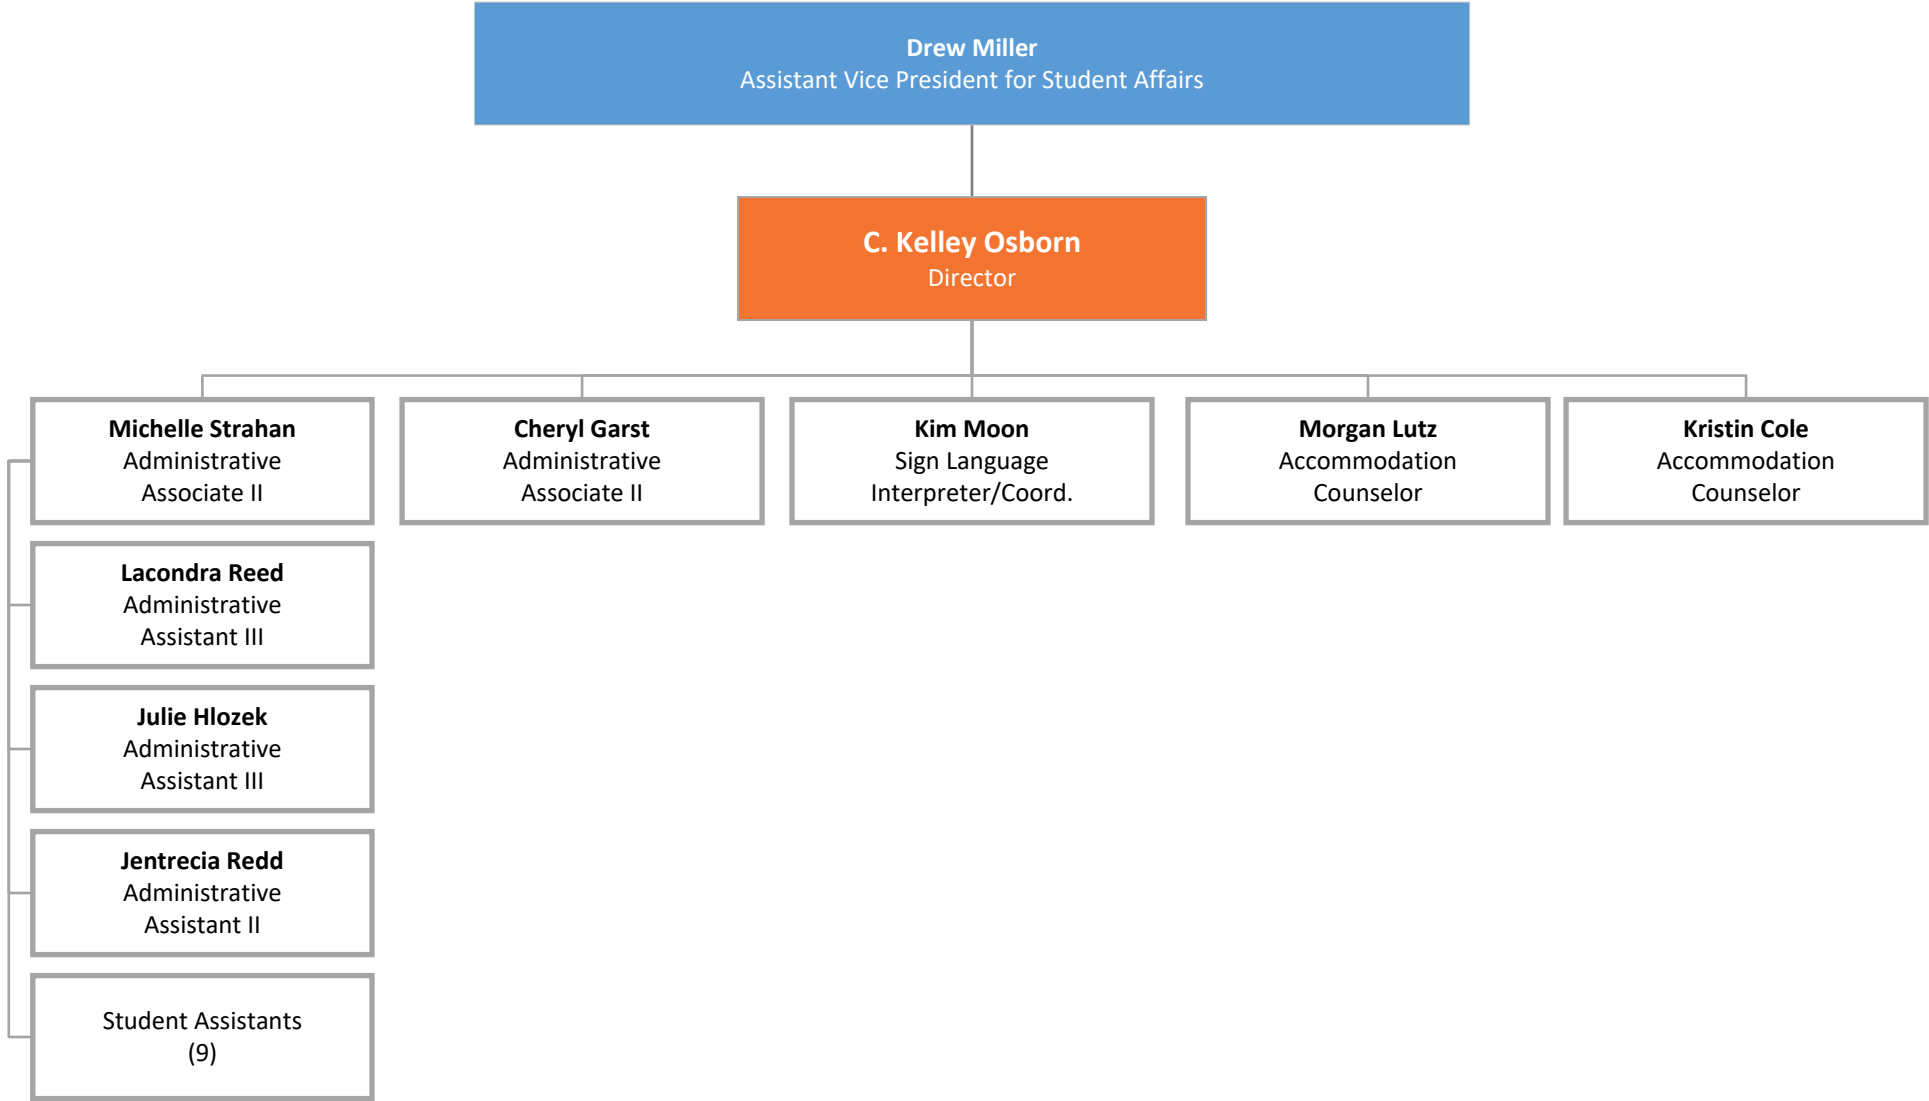 Drew Miller
Assistant Vice President for Student Affairs
C. Kelley Osborn
Director
Michelle Strahan
Administrative
Associate II
Cheryl Garst
Administrative
Associate II
Kim Moon
Sign Language
Interpreter/Coord.
Morgan Lutz
Accommodation
Counselor
Kristin Cole
Accommodation
Counselor
Lacondra Reed
Administrative
Assistant III
Julie Hlozek
Administrative
Assistant III
Jentrecia Redd
Administrative
Assistant II
Student Assistants
(9)